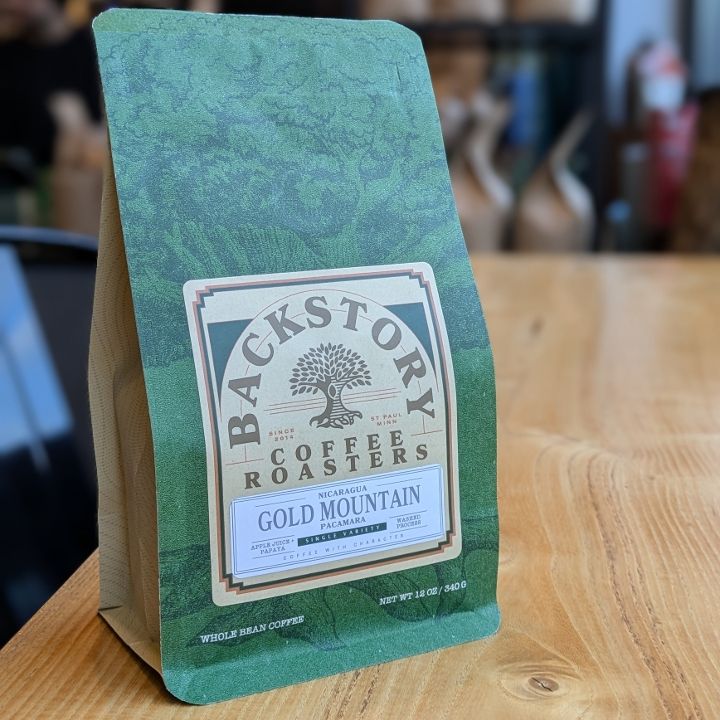 BACKSTORY
SINCE
2014
ST PAUL
MINN
COFFEE
ROASTERS
NICARAGUA
GOLD MOUNTAIN
PACAMARA
APPLE JUICE +
PAPAYA
SINGLE VARIETY
WASHED
PROCESS
COFFEE WITH CHARACTER
WHOLE BEAN COFFEE
NET WT 12 OZ / 340 G